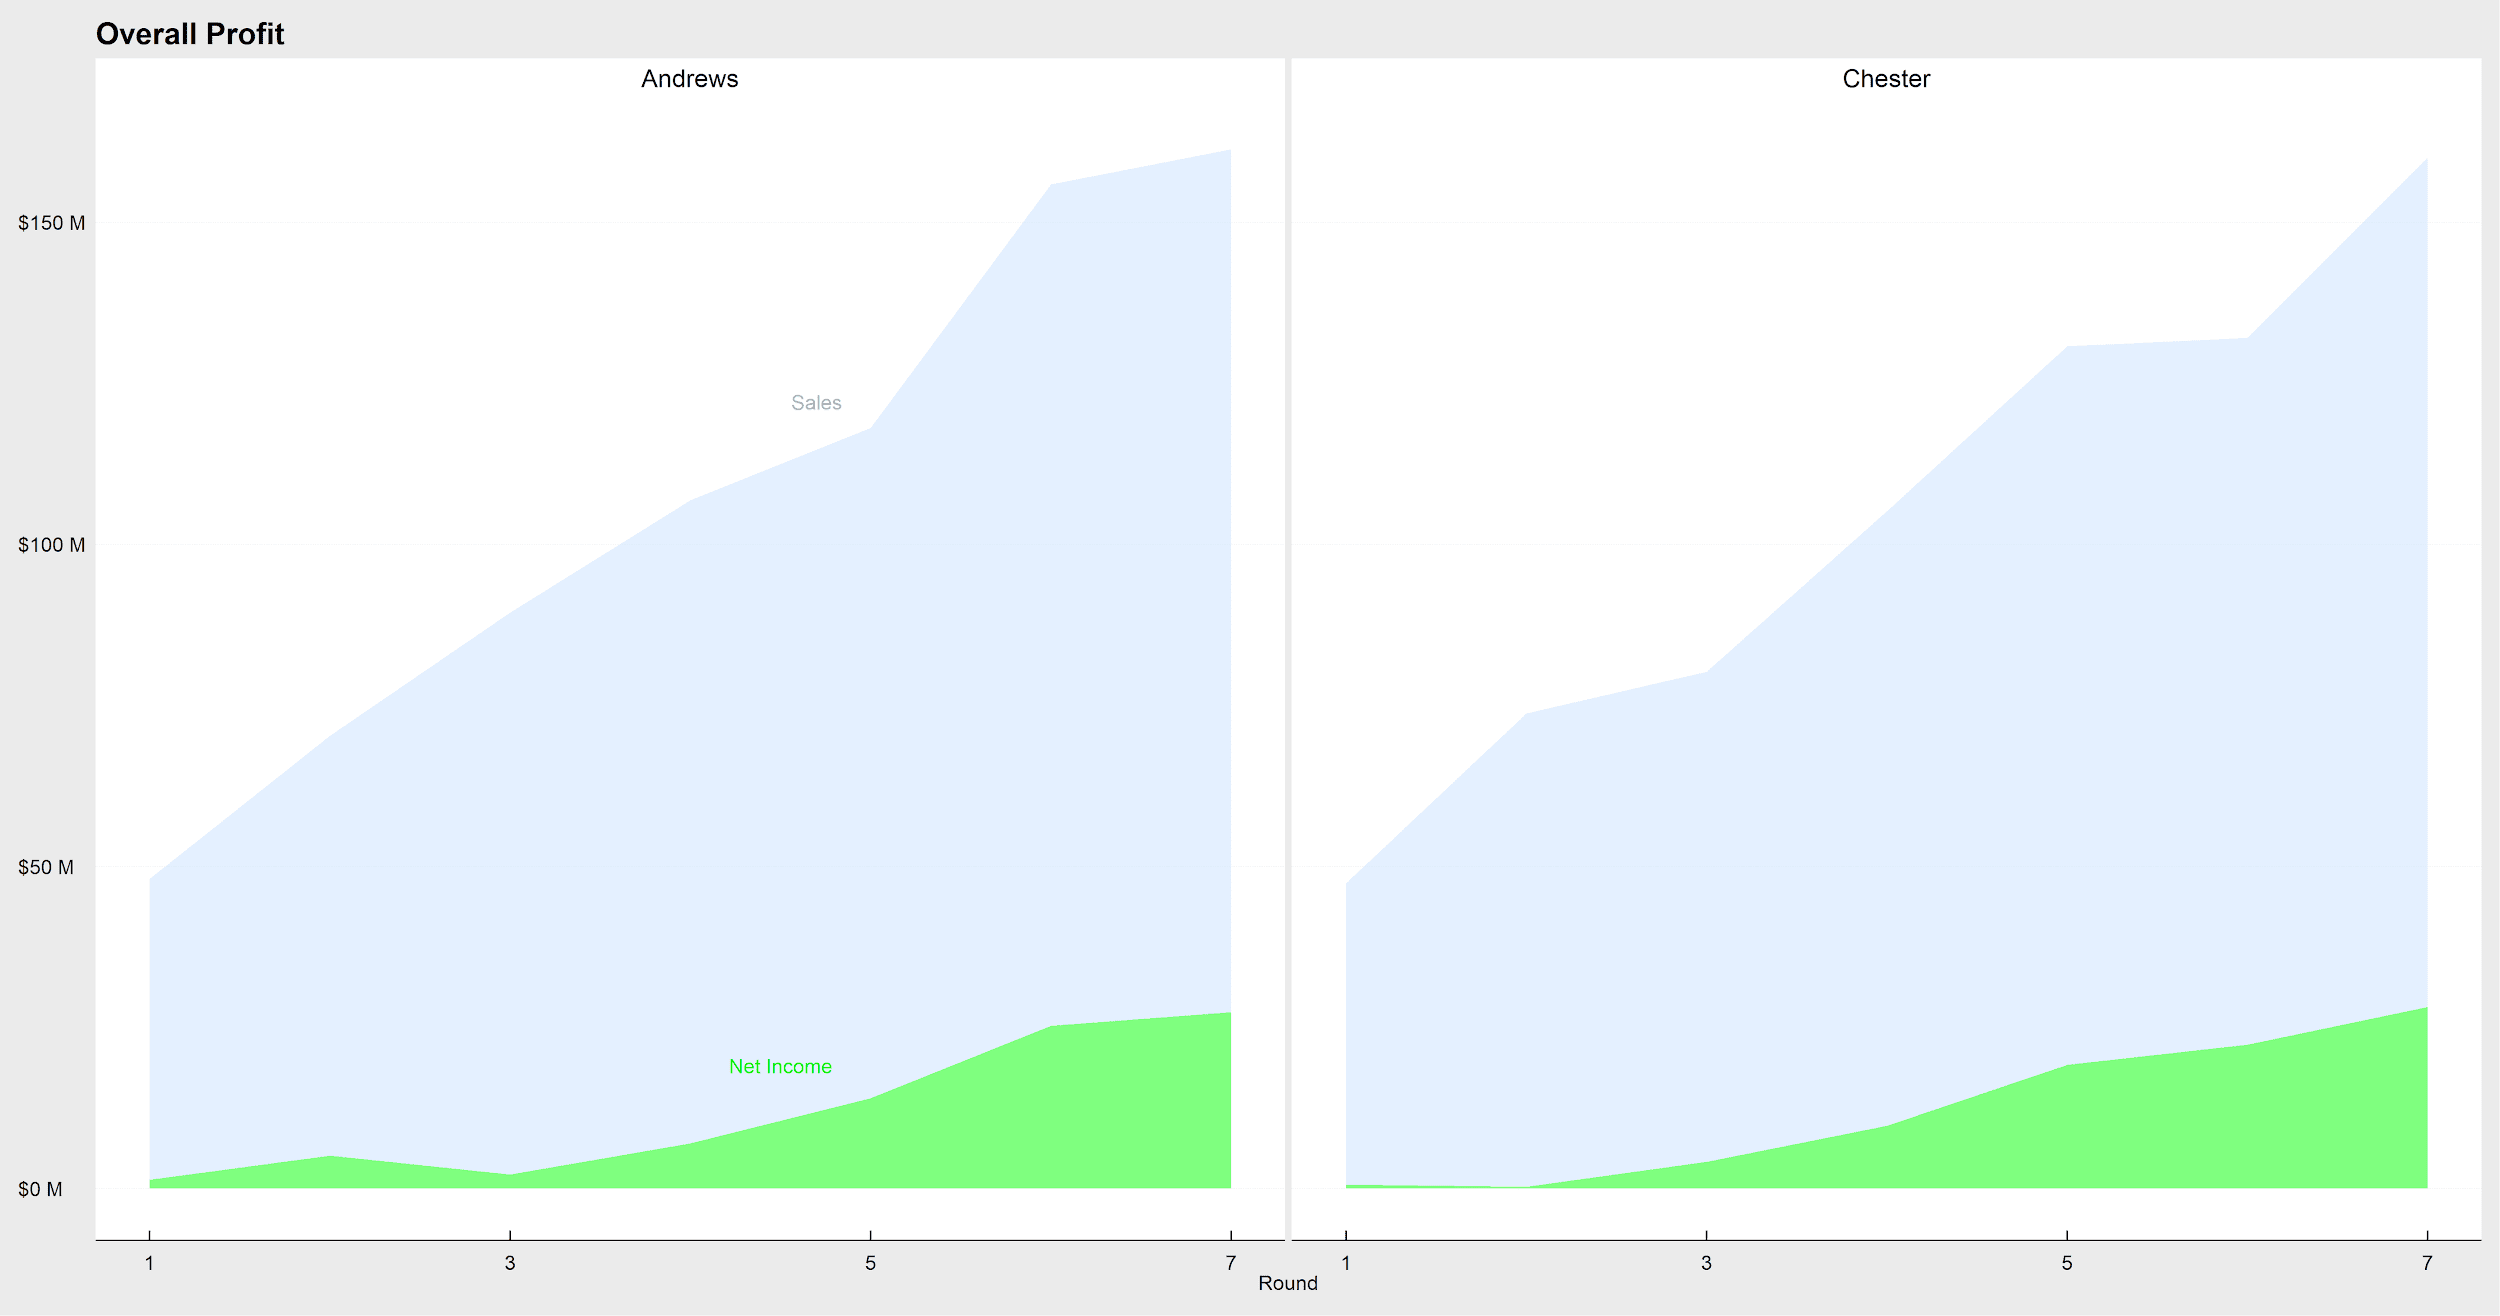 Overall Profit
Andrews
Chester
$150 M
Sales
$100 M
$50 M
Net Income
$0 M
1 3 5 7 1 3 5 7
Round